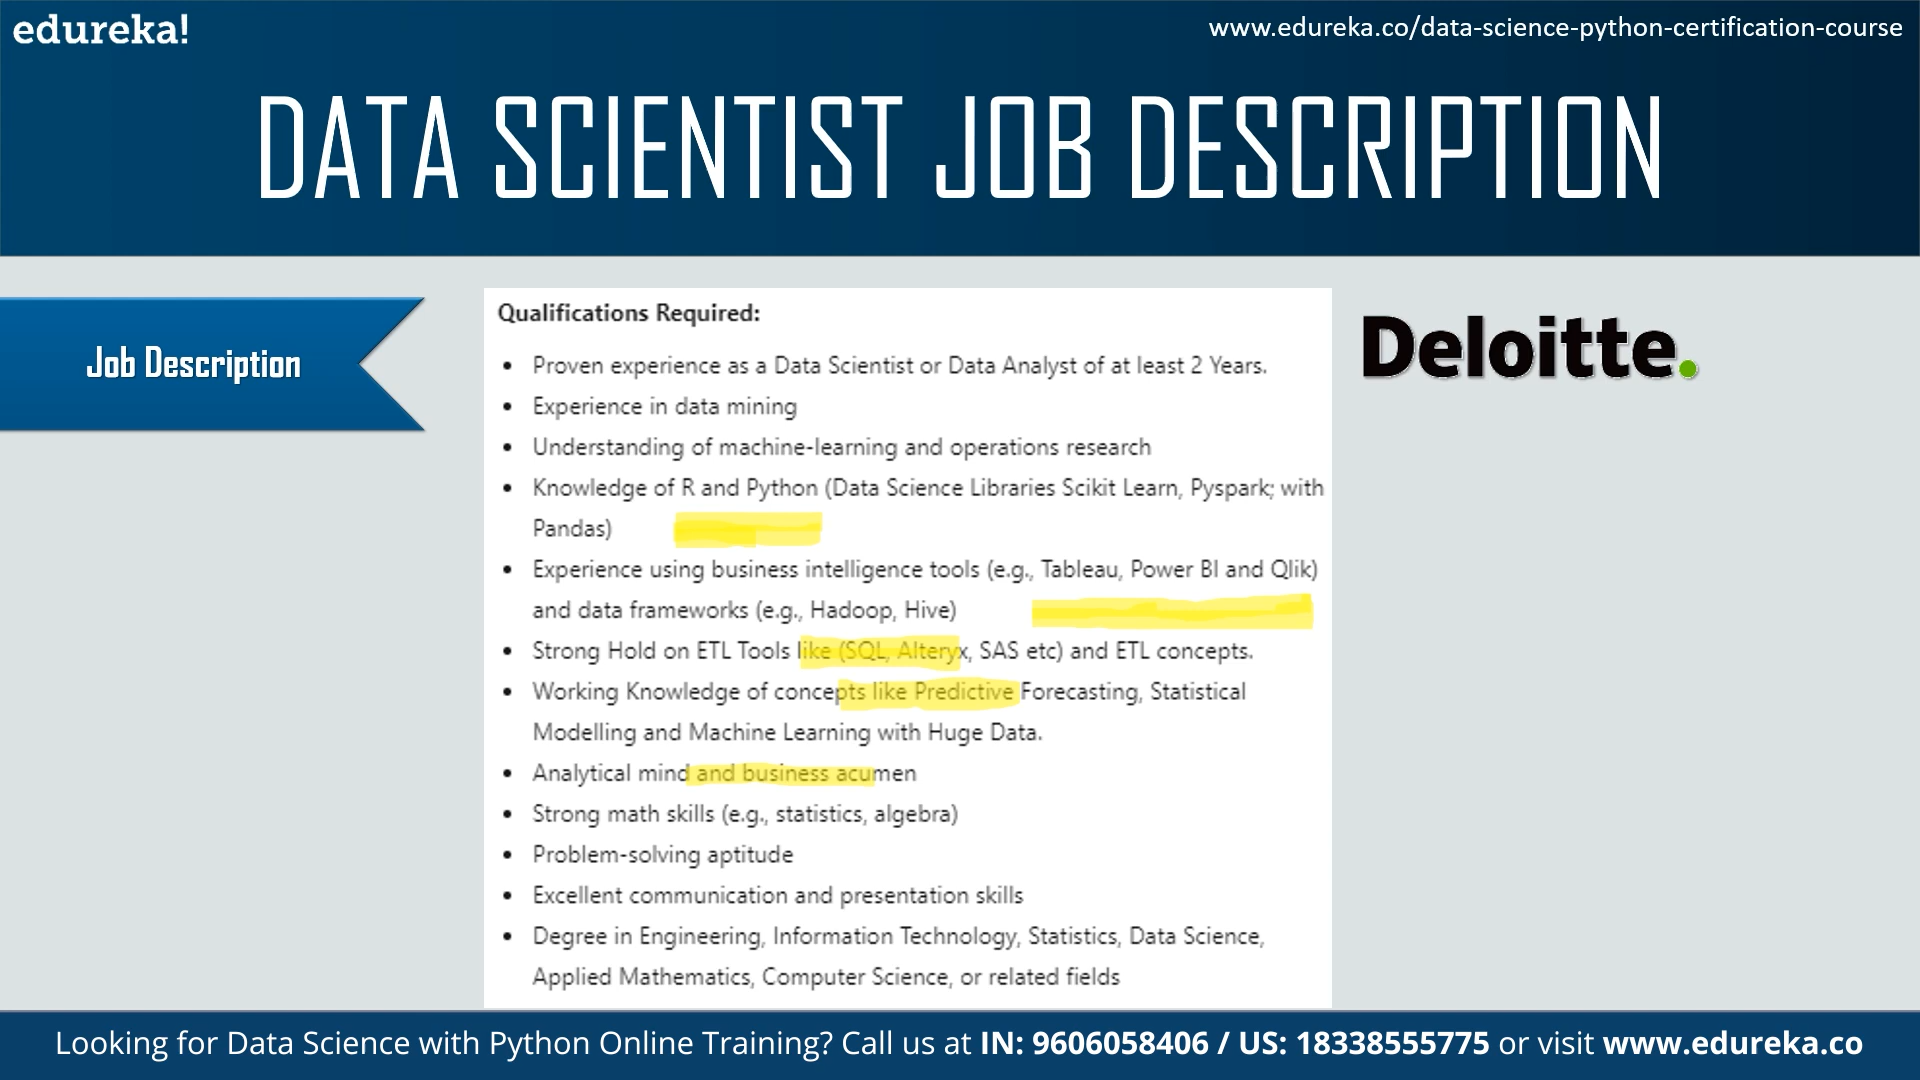 edureka!
www.edureka.co/data-science-python-certification-course
DATA SCIENTIST JOB DESCRIPTION
Job Description
Deloitte.
Qualifications Required:
• Proven experience as a Data Scientist or Data Analyst of at least 2 Years.
• Experience in data mining
• Understanding of machine-learning and operations research
• Knowledge of R and Python (Data Science Libraries Scikit Learn, Pyspark; with
Pandas)
• Experience using business intelligence tools (e.g., Tableau, Power BI and Qlik)
and data frameworks (e.g., Hadoop, Hive)
• Strong Hold on ETL Tools like (SQL, Alteryx, SAS etc) and ETL concepts.
• Working Knowledge of concepts like Predictive Forecasting, Statistical
Modelling and Machine Learning with Huge Data.
• Analytical mind and business acumen
• Strong math skills (e.g., statistics, algebra)
• Problem-solving aptitude
• Excellent communication and presentation skills
• Degree in Engineering, Information Technology, Statistics, Data Science,
Applied Mathematics, Computer Science, or related fields
Looking for Data Science with Python Online Training? Call us at IN: 9606058406 / US: 18338555775 or visit www.edureka.co